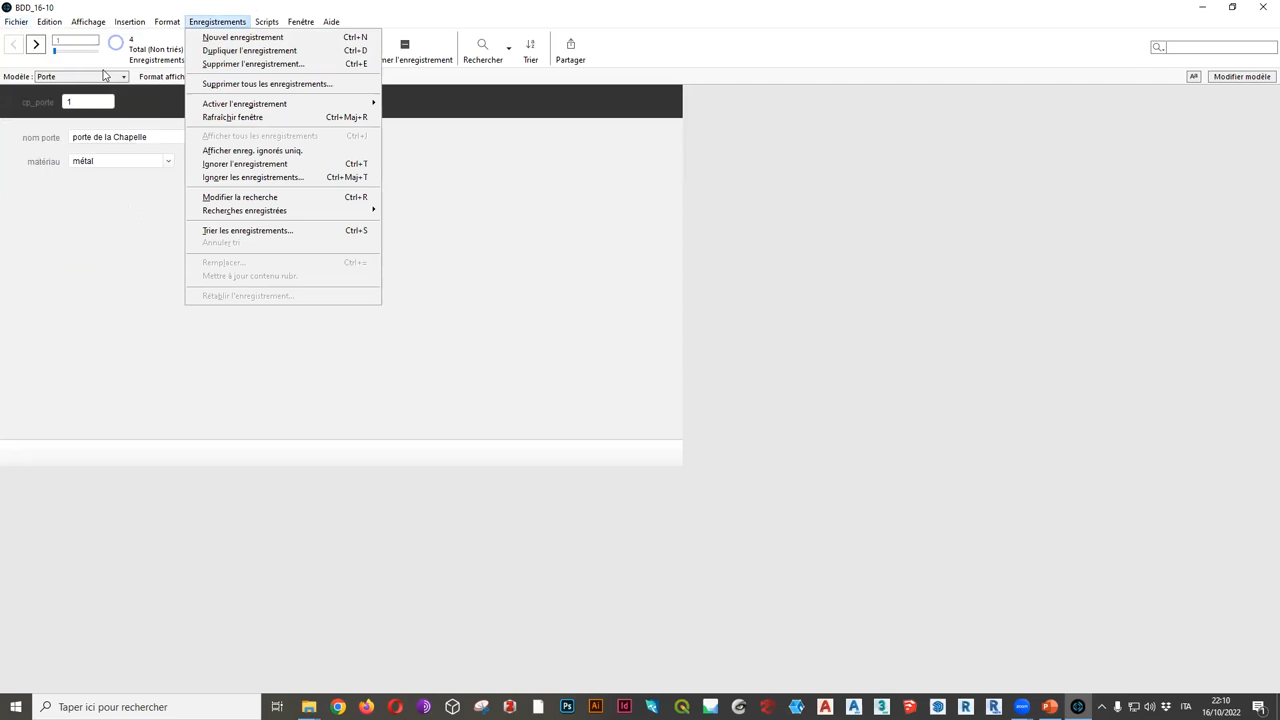 BDD_16-10
Fichier Edition Affichage Insertion Format Enregistrements Scripts Fenêtre Aide
1
4
Total (Non triés)
Enregistrements
Rechercher
Trier
Partager
Modèle : Porte
Modifier modèle
cp_porte 1
nom porte porte de la Chapelle
matériau métal
Nouvel enregistrement Ctrl+N
Dupliquer l'enregistrement Ctrl+D
Supprimer l'enregistrement... Ctrl+E
Supprimer tous les enregistrements...
Activer l'enregistrement
Rafraîchir fenêtre Ctrl+Maj+R
Afficher tous les enregistrements Ctrl+J
Afficher enreg. ignorés uniq.
Ignorer l'enregistrement Ctrl+T
Ignorer les enregistrements... Ctrl+Maj+T
Modifier la recherche Ctrl+R
Recherches enregistrées
Trier les enregistrements... Ctrl+S
Annuler tri
Remplacer... Ctrl+=
Mettre à jour contenu rubr.
Rétablir l'enregistrement...
Taper ici pour rechercher
ITA
22:10
16/10/2022